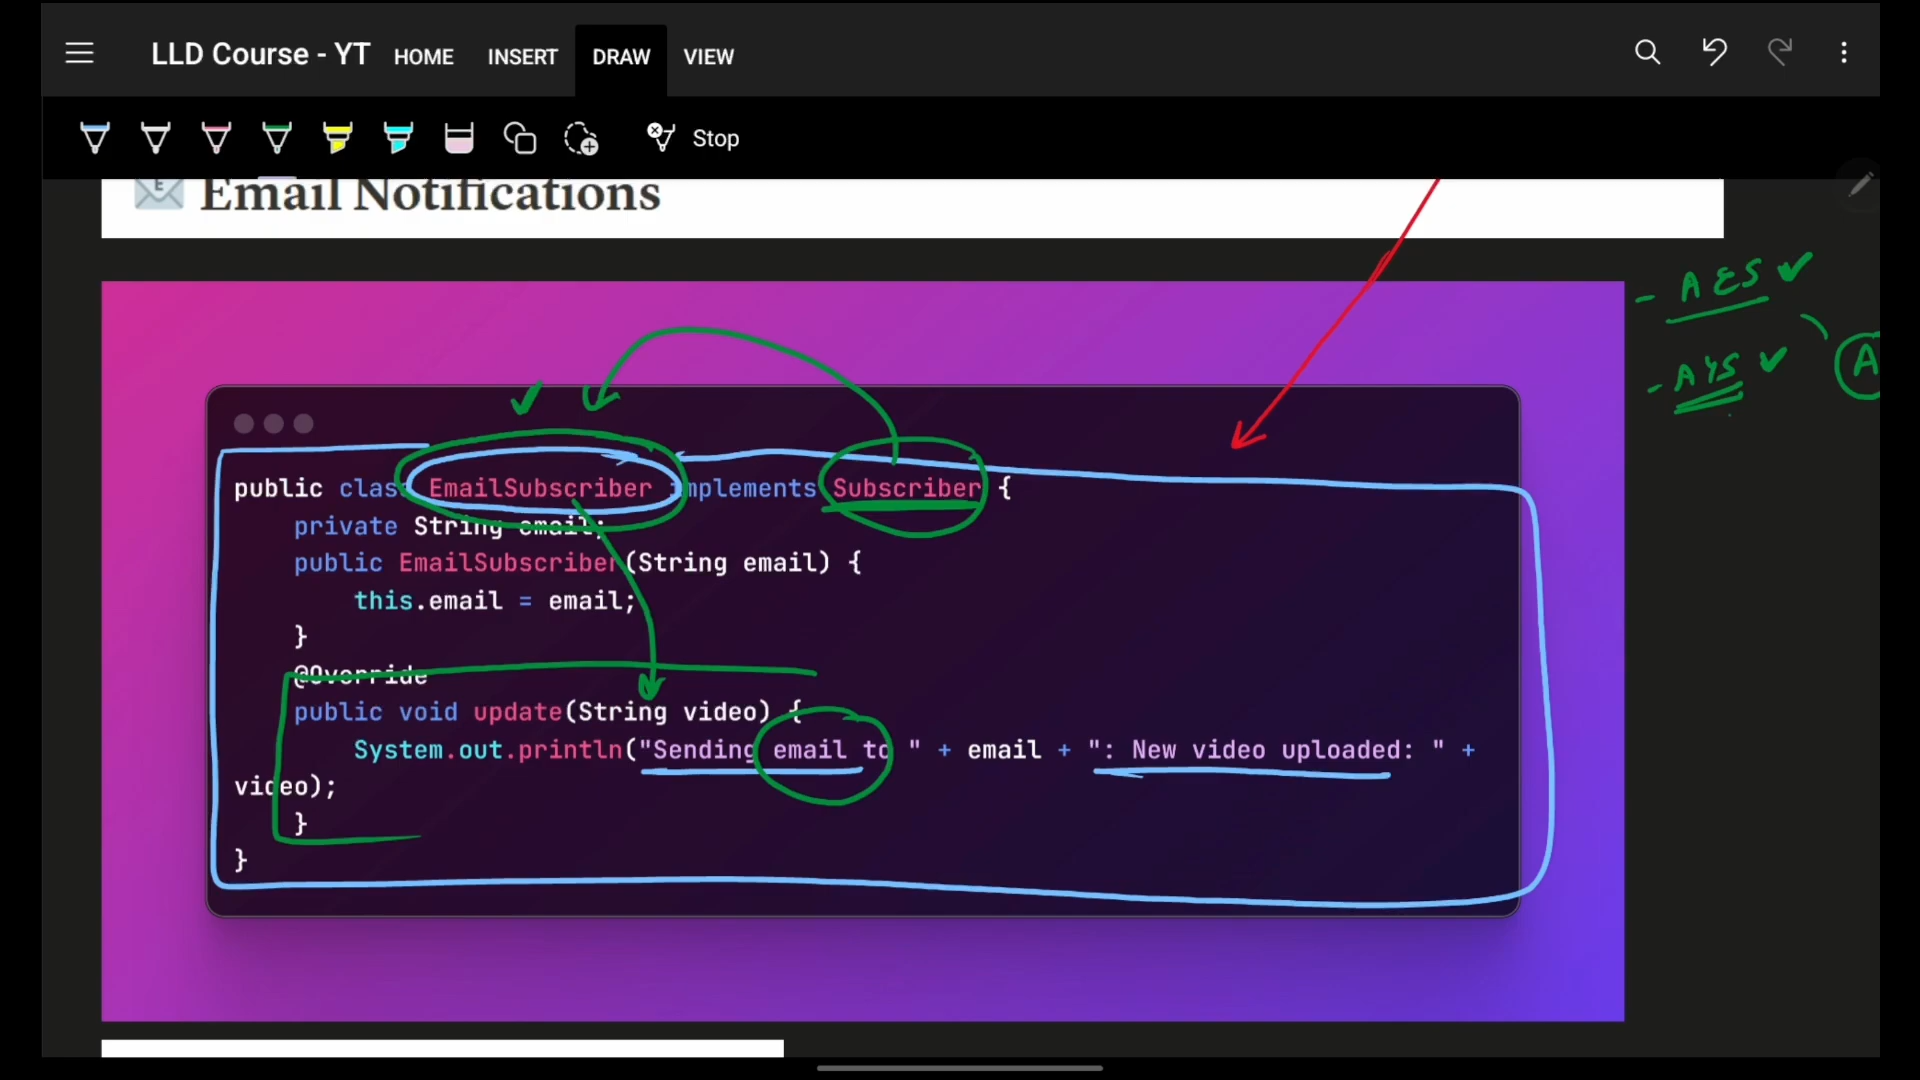 LLD Course - YT HOME INSERT DRAW VIEW
Stop
Email Notifications
- AES ✔
- AYS ✔
A
public class EmailSubscriber implements Subscriber {
    private String email;
    public EmailSubscriber(String email) {
        this.email = email;
    }
    @Override
    public void update(String video) {
        System.out.println("Sending email to " + email + ": New video uploaded: " +
video);
    }
}